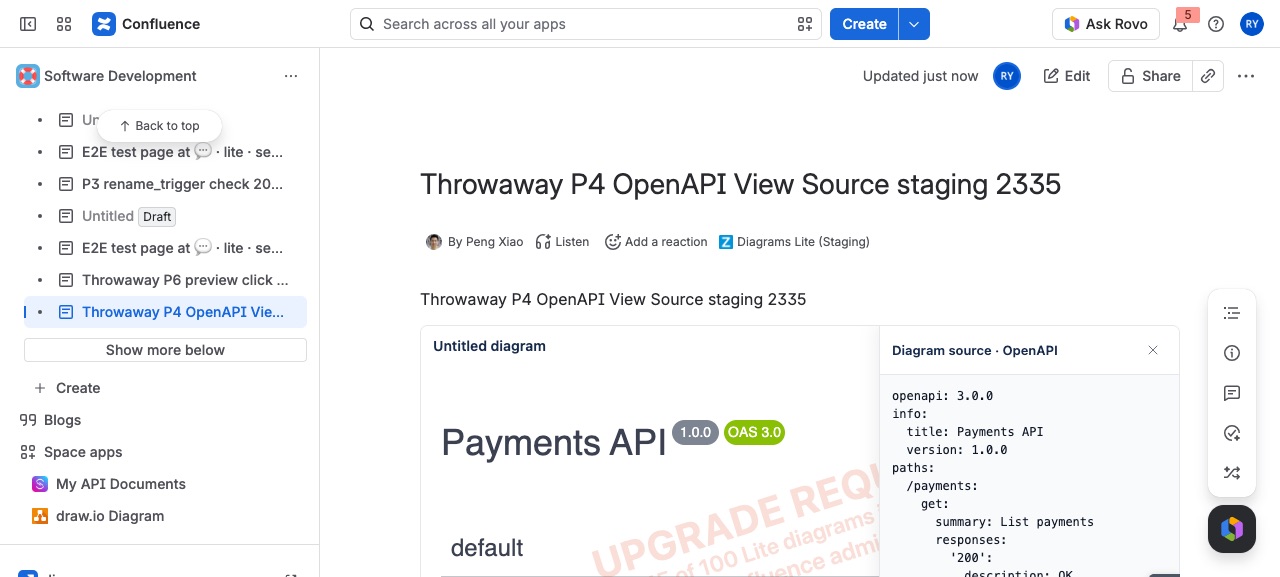 Confluence
Search across all your apps
Create
Ask Rovo
5
RY
Software Development
Un
Back to top
E2E test page at 💬 · lite · se...
P3 rename_trigger check 20...
Untitled Draft
E2E test page at 💬 · lite · se...
Throwaway P6 preview click ...
Throwaway P4 OpenAPI Vie...
Show more below
Create
Blogs
Space apps
My API Documents
draw.io Diagram
Updated just now
RY
Edit
Share
Throwaway P4 OpenAPI View Source staging 2335
By Peng Xiao
Listen
Add a reaction
Diagrams Lite (Staging)
Throwaway P4 OpenAPI View Source staging 2335
Untitled diagram
Payments API 1.0.0 OAS 3.0
default
UPGRADE REQU
of 100 Lite diagrams
Diagram source · OpenAPI
openapi: 3.0.0
info:
title: Payments API
version: 1.0.0
paths:
/payments:
get:
summary: List payments
responses:
'200':
description: OK